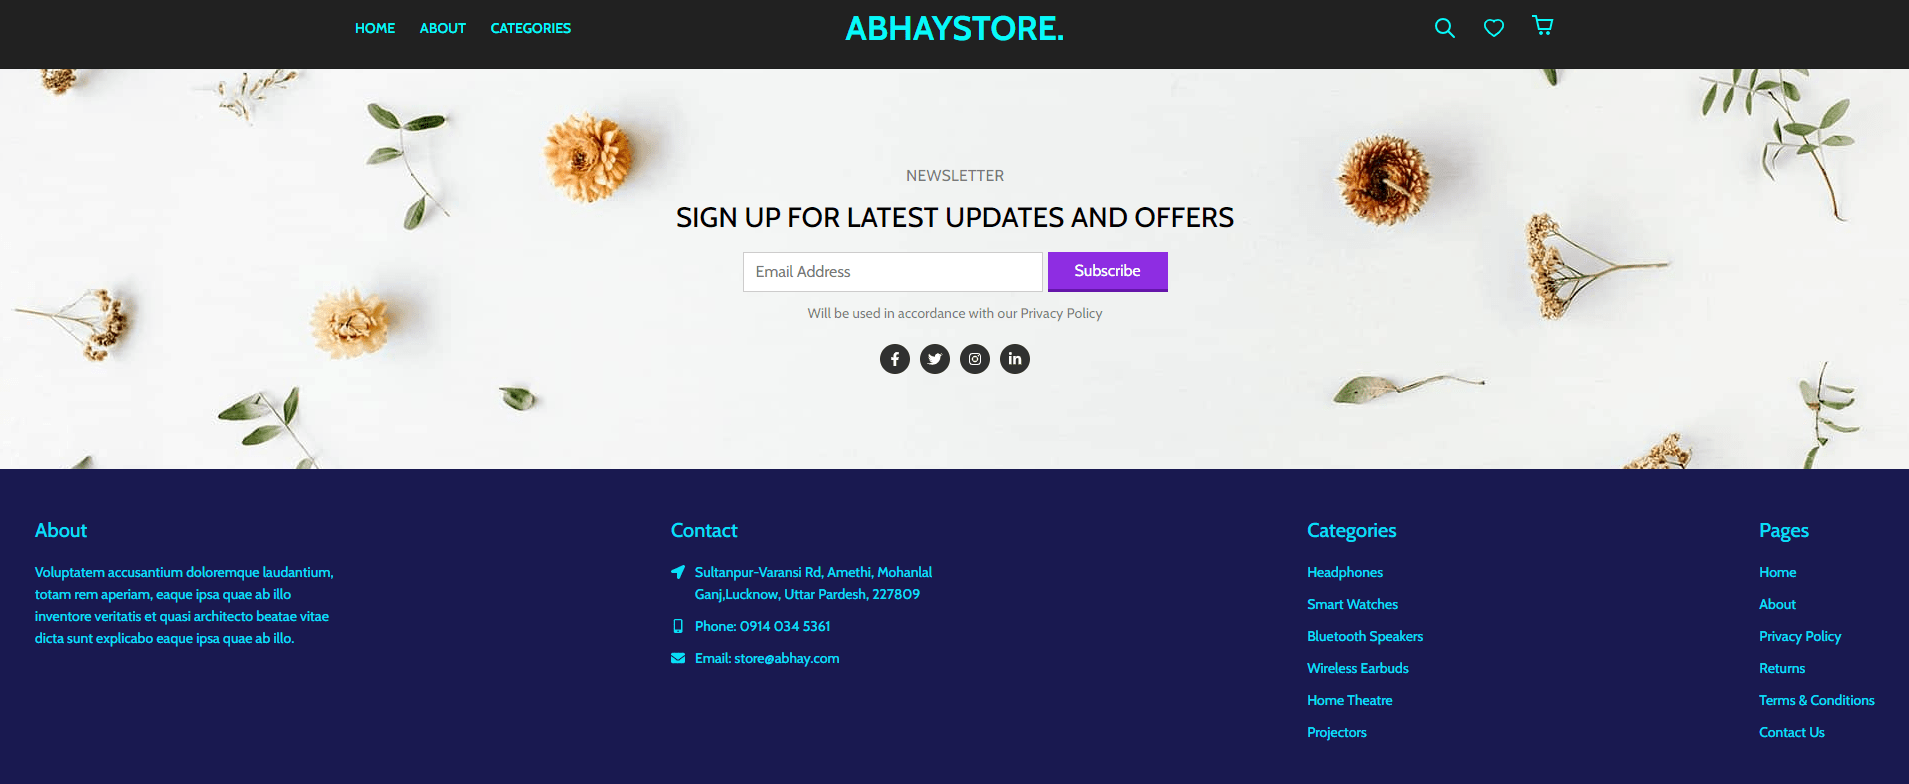 HOME ABOUT CATEGORIES
ABHAYSTORE.
NEWSLETTER
SIGN UP FOR LATEST UPDATES AND OFFERS
Email Address
Subscribe
Will be used in accordance with our Privacy Policy
About
Voluptatem accusantium doloremque laudantium,
totam rem aperiam, eaque ipsa quae ab illo
inventore veritatis et quasi architecto beatae vitae
dicta sunt explicabo eaque ipsa quae ab illo.
Contact
Sultanpur-Varansi Rd, Amethi, Mohanlal
Ganj,Lucknow, Uttar Pardesh, 227809
Phone: 0914 034 5361
Email: store@abhay.com
Categories
Headphones
Smart Watches
Bluetooth Speakers
Wireless Earbuds
Home Theatre
Projectors
Pages
Home
About
Privacy Policy
Returns
Terms & Conditions
Contact Us